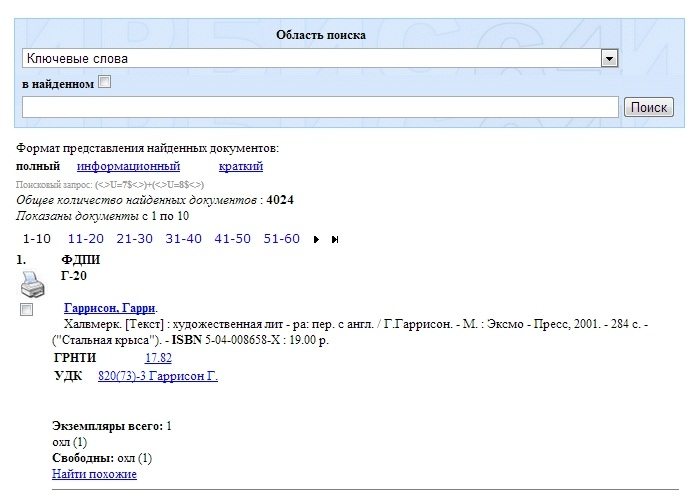 ИРБИС 64 И
Область поиска
Ключевые слова
в найденном
Поиск
Формат представления найденных документов:
полный информационный краткий
Поисковый запрос: (<>U=7$<>)+(<>U=8$<>)
Общее количество найденных документов : 4024
Показаны документы с 1 по 10
1-10 11-20 21-30 31-40 41-50 51-60
1. ФДПИ
Г-20
Гаррисон, Гарри.
Халвмерк. [Текст] : художественная лит - ра: пер. с англ. / Г.Гаррисон. - М. : Эксмо - Пресс, 2001. - 284 с. -
("Стальная крыса"). - ISBN 5-04-008658-X : 19.00 р.
ГРНТИ 17.82
УДК 820(73)-3 Гаррисон Г.
Экземпляры всего: 1
охл (1)
Свободны: охл (1)
Найти похожие